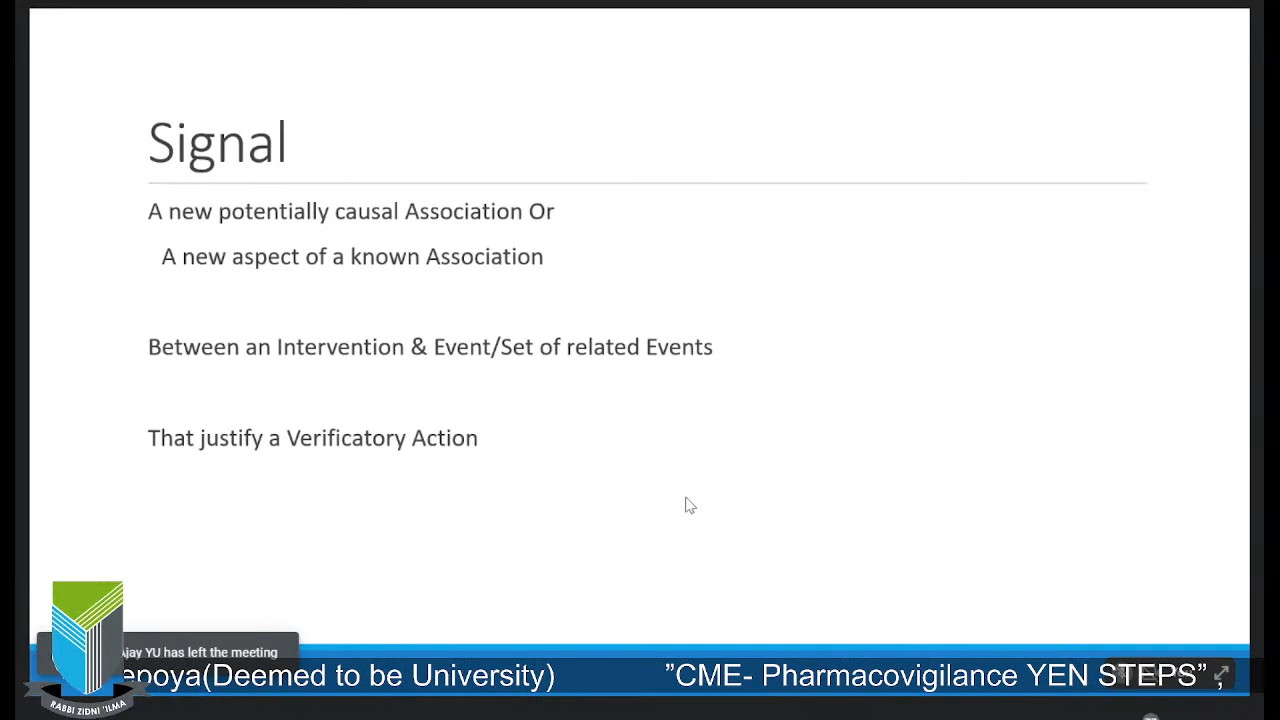 Signal
A new potentially causal Association Or
A new aspect of a known Association
Between an Intervention & Event/Set of related Events
That justify a Verificatory Action
Ajay YU has left the meeting
epoya(Deemed to be University) ”CME- Pharmacovigilance YEN STEPS” ,
RABBI ZIDNI 'ILMA